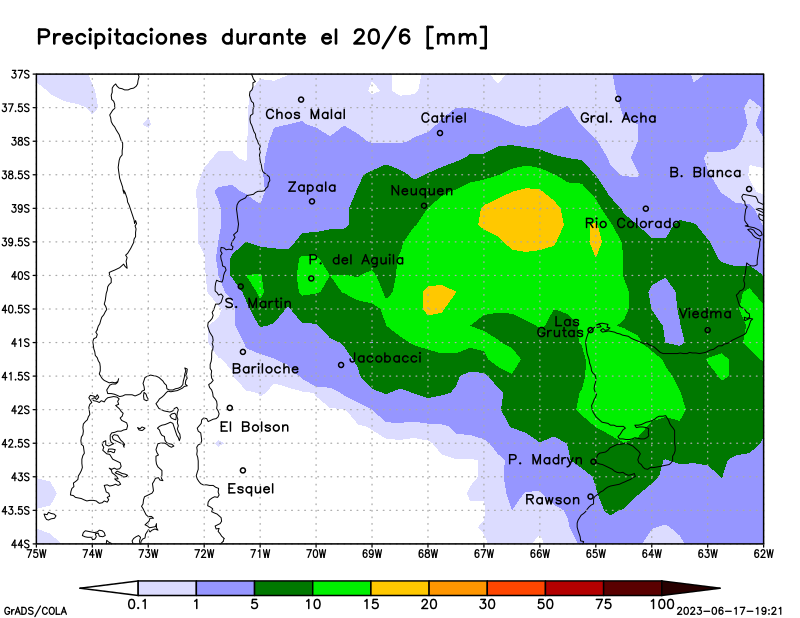 Precipitaciones durante el 20/6 [mm]
37S
37.5S
Chos Malal
Catriel
Gral. Acha
38S
38.5S
B. Blanca
Zapala
Neuquen
39S
Rio Colorado
39.5S
P. del Aguila
40S
S. Martin
40.5S
Viedma
Las
Grutas
41S
Jacobacci
Bariloche
41.5S
42S
El Bolson
42.5S
P. Madryn
43S
Esquel
Rawson
43.5S
44S
75W 74W 73W 72W 71W 70W 69W 68W 67W 66W 65W 64W 63W 62W
0.1 1 5 10 15 20 30 50 75 100
GrADS/COLA
2023-06-17-19:21